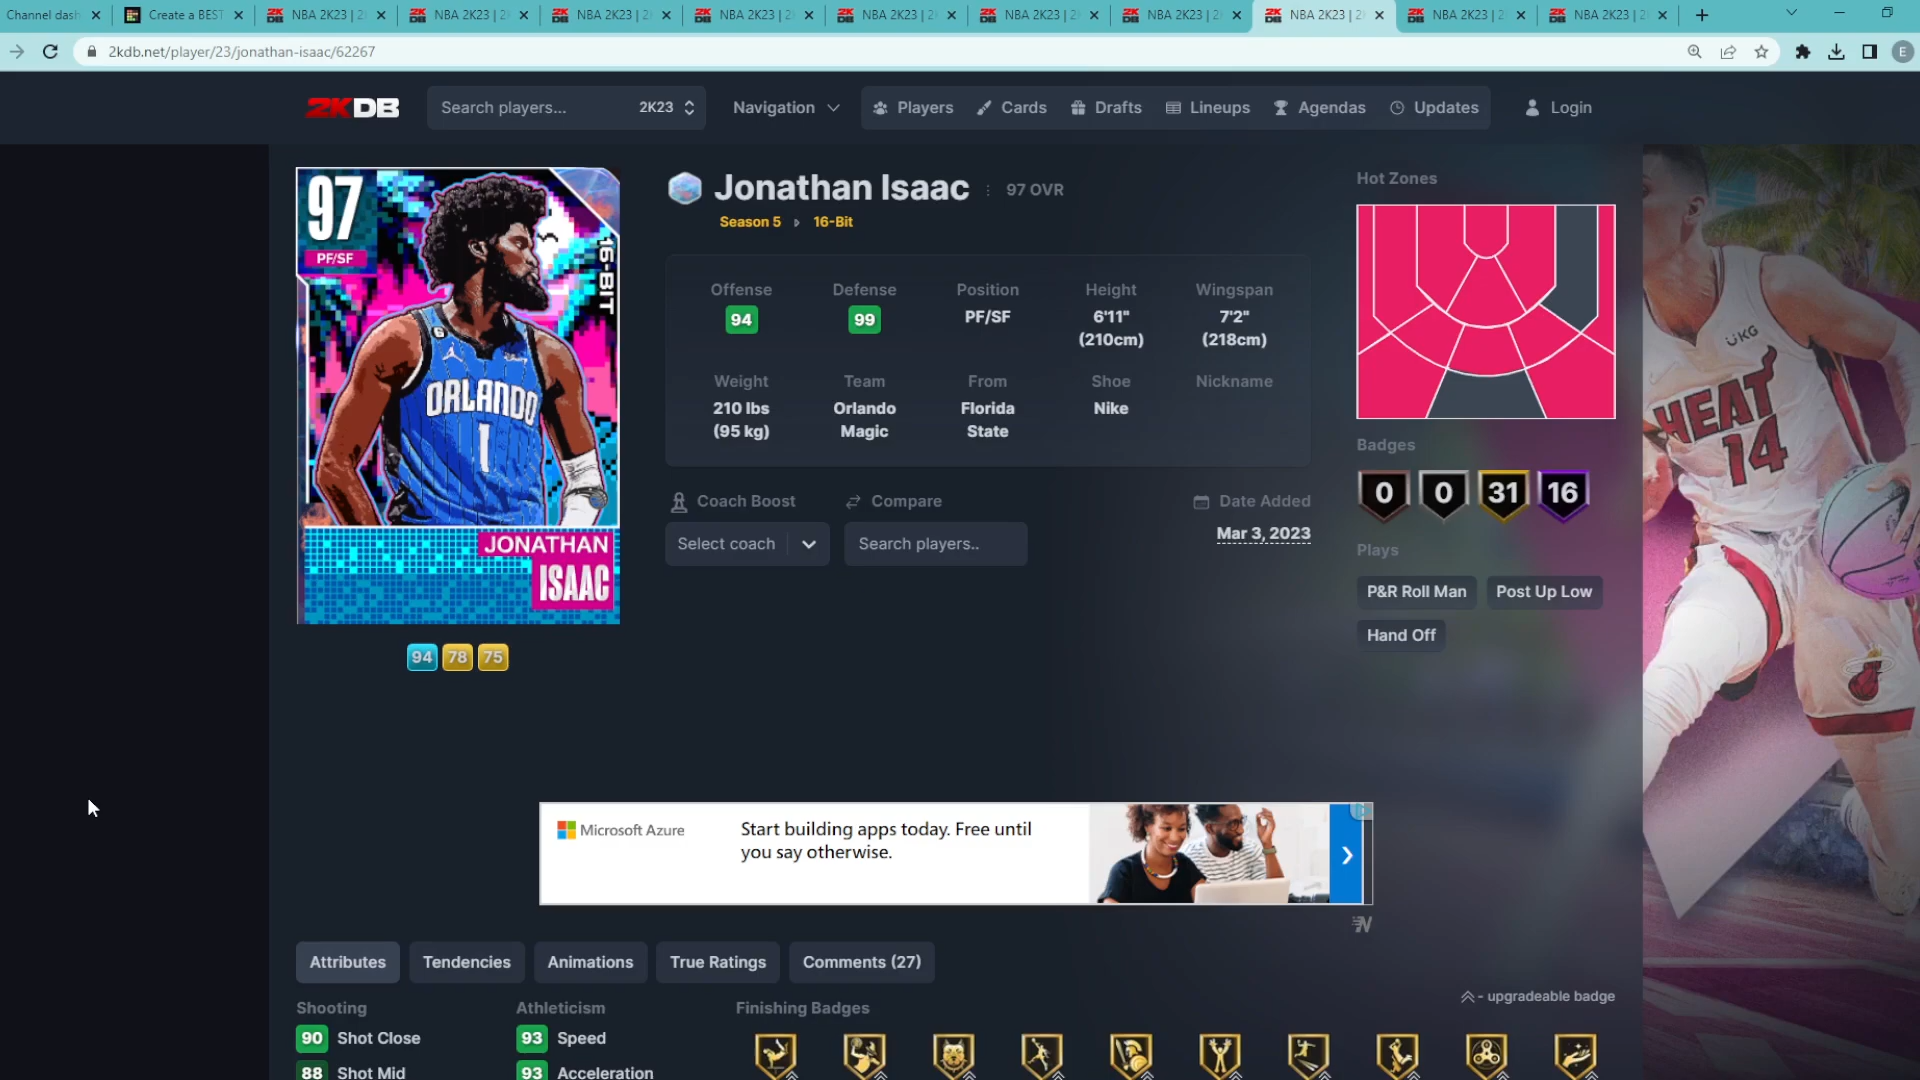 Channel dash
Create a BEST
NBA 2K23 | 2
NBA 2K23 | 2
NBA 2K23 | 2
NBA 2K23 | 2
NBA 2K23 | 2
NBA 2K23 | 2
NBA 2K23 | 2
NBA 2K23 | 2
NBA 2K23 | 2
NBA 2K23 | 2
2kdb.net/player/23/jonathan-isaac/62267
E
2KDB
Search players...
2K23
Navigation
Players
Cards
Drafts
Lineups
Agendas
Updates
Login
97
PF/SF
16-BIT
6
ORLANDO
1
JONATHAN
ISAAC
94 78 75
Jonathan Isaac
97 OVR
Season 5
16-Bit
Offense
Defense
Position
Height
Wingspan
94
99
PF/SF
6'11"
(210cm)
7'2"
(218cm)
Weight
Team
From
Shoe
Nickname
210 lbs
(95 kg)
Orlando
Magic
Florida
State
Nike
Coach Boost
Compare
Date Added
Select coach
Search players..
Mar 3, 2023
Hot Zones
Badges
0 0 31 16
Plays
P&R Roll Man
Post Up Low
Hand Off
UKG
HEAT
14
Microsoft Azure
Start building apps today. Free until
you say otherwise.
Attributes
Tendencies
Animations
True Ratings
Comments (27)
- upgradeable badge
Shooting
Athleticism
Finishing Badges
90 Shot Close
93 Speed
88 Shot Mid
93 Acceleration